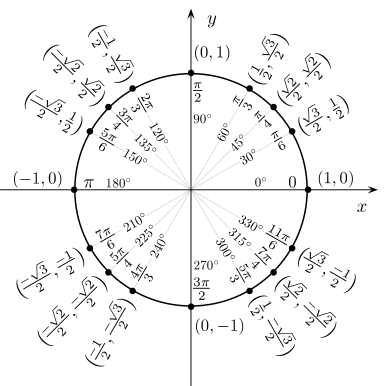 y
(0, 1)
(−1/2, √3/2)
(1/2, √3/2)
(−√2/2, √2/2)
(√2/2, √2/2)
(−√3/2, 1/2)
(√3/2, 1/2)
π/2
90°
2π/3
120°
π/3
60°
3π/4
135°
π/4
45°
5π/6
150°
π/6
30°
(−1, 0)
π
180°
0°
0
(1, 0)
x
7π/6
210°
330°
11π/6
5π/4
225°
315°
7π/4
4π/3
240°
300°
5π/3
270°
3π/2
(−√3/2, −1/2)
(√3/2, −1/2)
(−√2/2, −√2/2)
(√2/2, −√2/2)
(−1/2, −√3/2)
(1/2, −√3/2)
(0, −1)